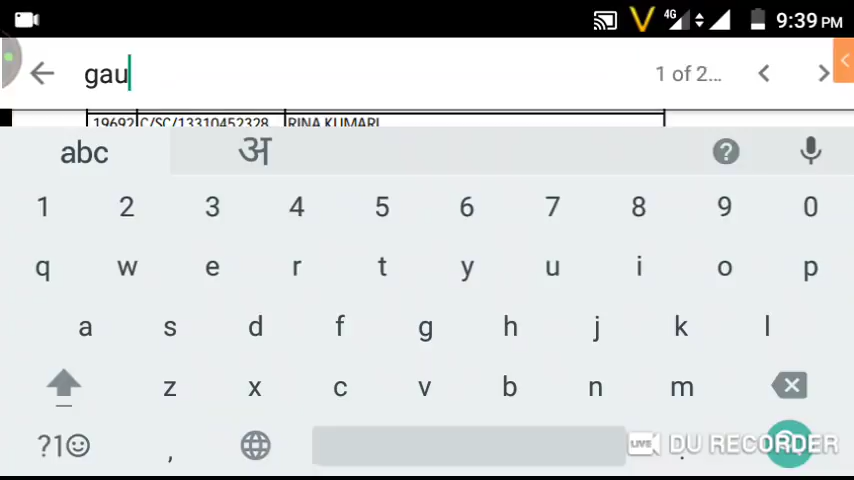 4G 9:39 PM
gau 1 of 2...
19692 C/SC/13310452328 RINA KUMARI
abc अ ?
1 2 3 4 5 6 7 8 9 0
q w e r t y u i o p
a s d f g h j k l
z x c v b n m
?1 , .
LIVE DU RECORDER